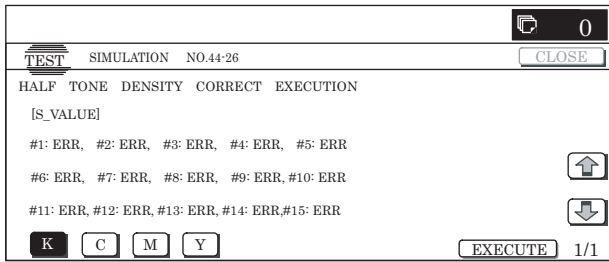 0
TEST SIMULATION NO.44-26
CLOSE
HALF TONE DENSITY CORRECT EXECUTION
[S_VALUE]
#1: ERR, #2: ERR, #3: ERR, #4: ERR, #5: ERR
#6: ERR, #7: ERR, #8: ERR, #9: ERR, #10: ERR
#11: ERR, #12: ERR, #13: ERR, #14: ERR,#15: ERR
K C M Y
EXECUTE 1/1